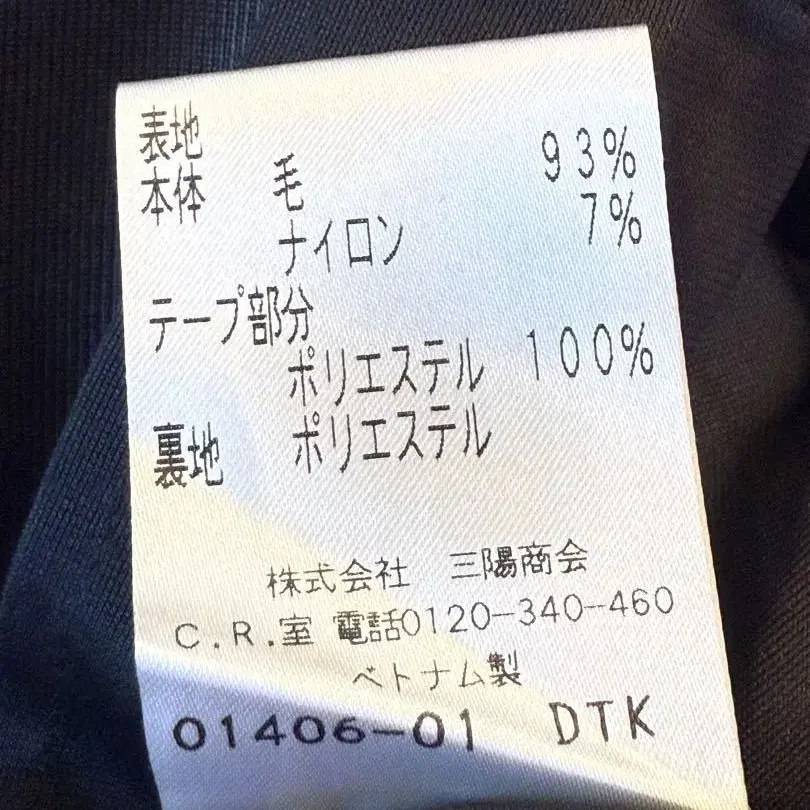 表地
本体 毛 93%
ナイロン 7%
テープ部分
ポリエステル 100%
裏地 ポリエステル
株式会社 三陽商会
C.R.室 電話0120-340-460
ベトナム製
01406-01 DTK